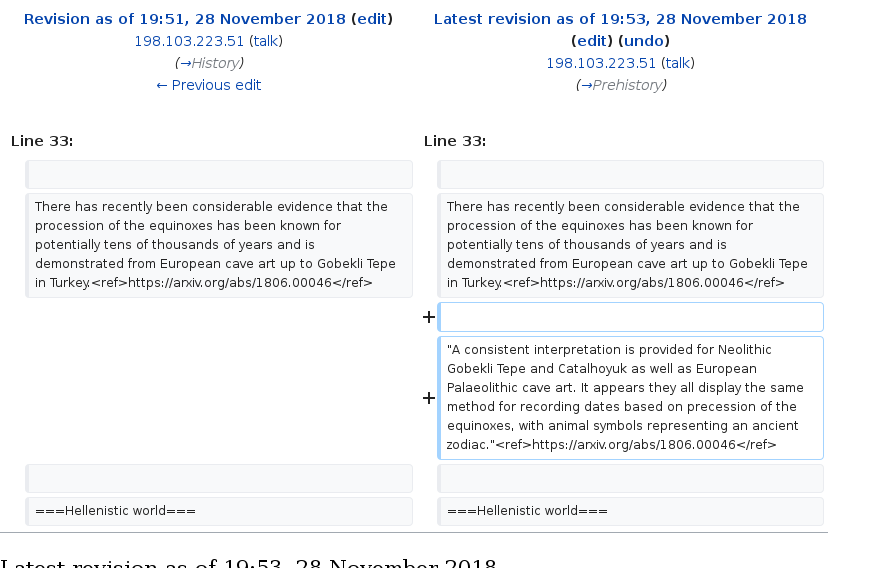 Revision as of 19:51, 28 November 2018 (edit)
198.103.223.51 (talk)
(→History)
← Previous edit
Latest revision as of 19:53, 28 November 2018
(edit) (undo)
198.103.223.51 (talk)
(→Prehistory)
Line 33:
Line 33:
There has recently been considerable evidence that the
procession of the equinoxes has been known for
potentially tens of thousands of years and is
demonstrated from European cave art up to Gobekli Tepe
in Turkey.<ref>https://arxiv.org/abs/1806.00046</ref>
There has recently been considerable evidence that the
procession of the equinoxes has been known for
potentially tens of thousands of years and is
demonstrated from European cave art up to Gobekli Tepe
in Turkey.<ref>https://arxiv.org/abs/1806.00046</ref>
+
+
"A consistent interpretation is provided for Neolithic
Gobekli Tepe and Catalhoyuk as well as European
Palaeolithic cave art. It appears they all display the same
method for recording dates based on precession of the
equinoxes, with animal symbols representing an ancient
zodiac."<ref>https://arxiv.org/abs/1806.00046</ref>
===Hellenistic world===
===Hellenistic world===
Latest revision as of 19:53, 28 November 2018